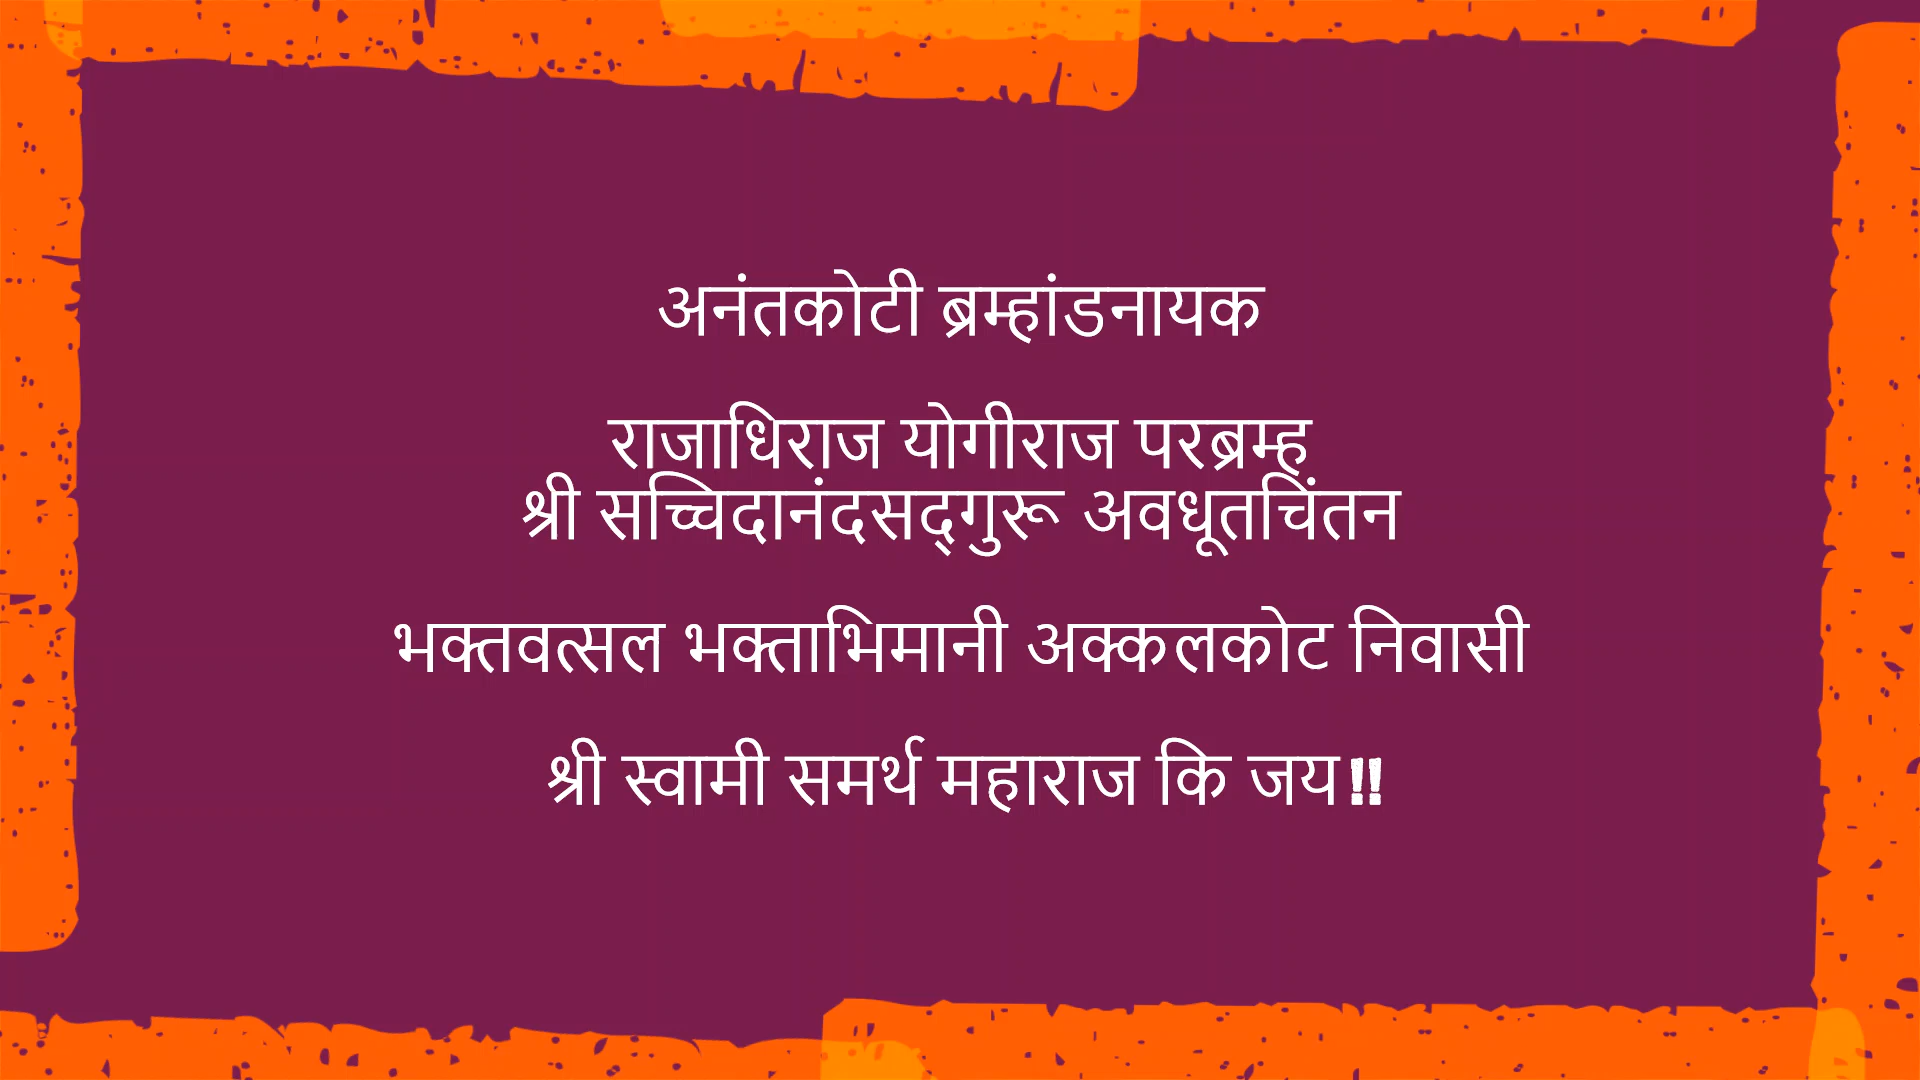 अनंतकोटी ब्रम्हांडनायक
राजाधिराज योगीराज परब्रम्ह
श्री सच्चिदानंदसद्‌गुरू अवधूतचिंतन
भक्तवत्सल भक्ताभिमानी अक्कलकोट निवासी
श्री स्वामी समर्थ महाराज कि जय!!